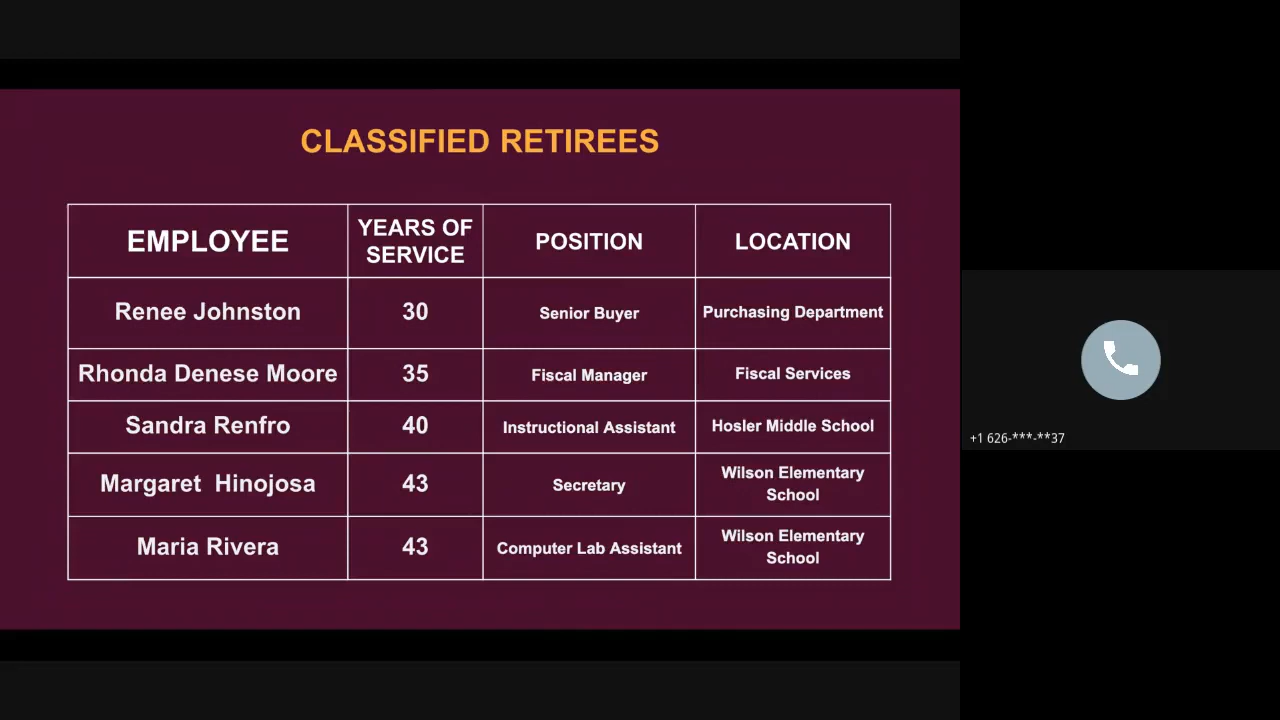 CLASSIFIED RETIREES
EMPLOYEE
YEARS OF
SERVICE
POSITION
LOCATION
Renee Johnston
30
Senior Buyer
Purchasing Department
Rhonda Denese Moore
35
Fiscal Manager
Fiscal Services
Sandra Renfro
40
Instructional Assistant
Hosler Middle School
Margaret  Hinojosa
43
Secretary
Wilson Elementary
School
Maria Rivera
43
Computer Lab Assistant
Wilson Elementary
School
+1 626-***-**37